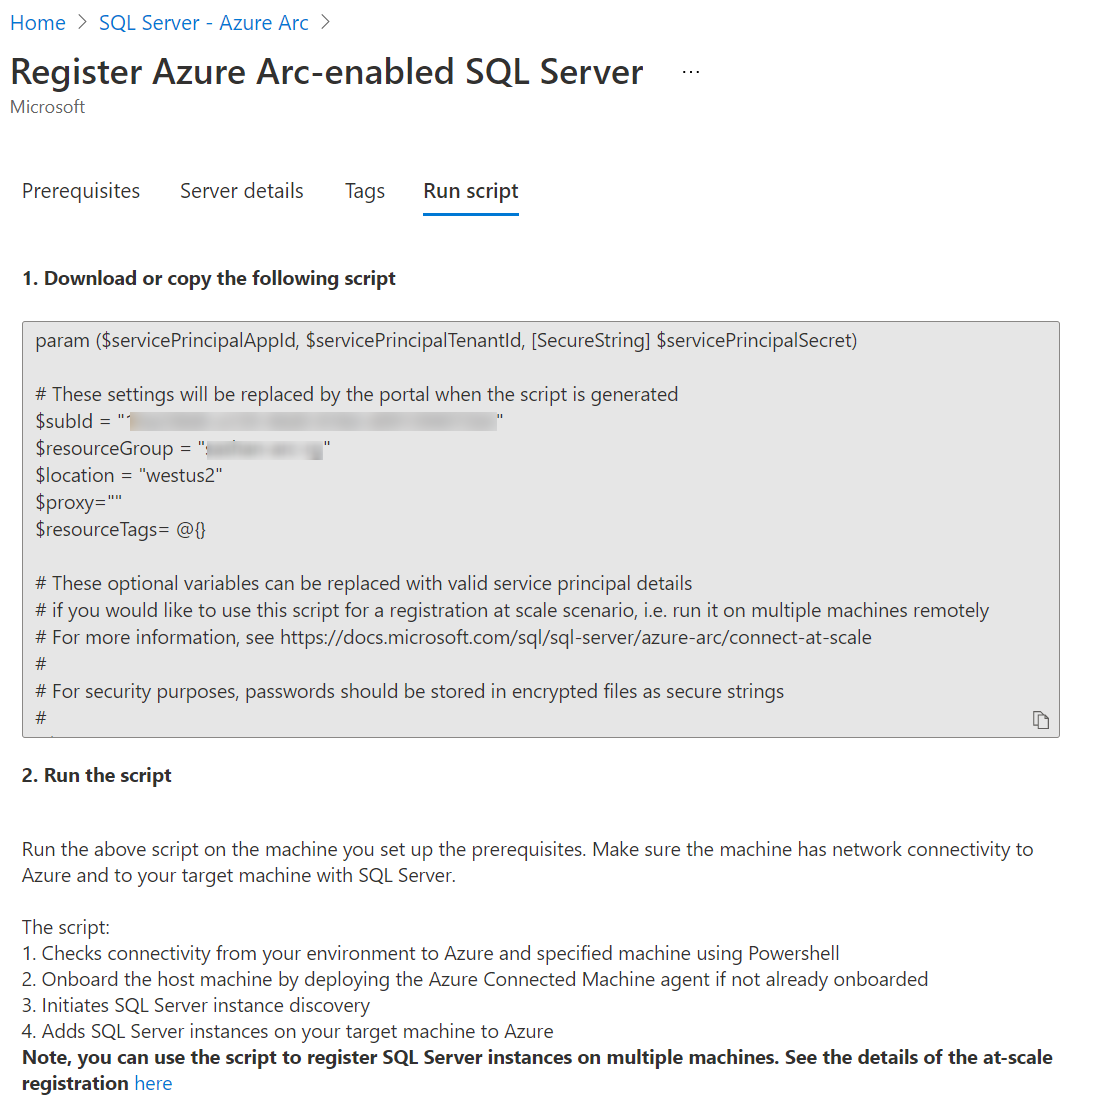 Home > SQL Server - Azure Arc >
Register Azure Arc-enabled SQL Server ...
Microsoft
Prerequisites Server details Tags Run script
1. Download or copy the following script
param ($servicePrincipalAppId, $servicePrincipalTenantId, [SecureString] $servicePrincipalSecret)
# These settings will be replaced by the portal when the script is generated
$subId = ""
$resourceGroup = ""
$location = "westus2"
$proxy=""
$resourceTags= @{}
# These optional variables can be replaced with valid service principal details
# if you would like to use this script for a registration at scale scenario, i.e. run it on multiple machines remotely
# For more information, see https://docs.microsoft.com/sql/sql-server/azure-arc/connect-at-scale
#
# For security purposes, passwords should be stored in encrypted files as secure strings
#
2. Run the script
Run the above script on the machine you set up the prerequisites. Make sure the machine has network connectivity to
Azure and to your target machine with SQL Server.
The script:
1. Checks connectivity from your environment to Azure and specified machine using Powershell
2. Onboard the host machine by deploying the Azure Connected Machine agent if not already onboarded
3. Initiates SQL Server instance discovery
4. Adds SQL Server instances on your target machine to Azure
Note, you can use the script to register SQL Server instances on multiple machines. See the details of the at-scale
registration here